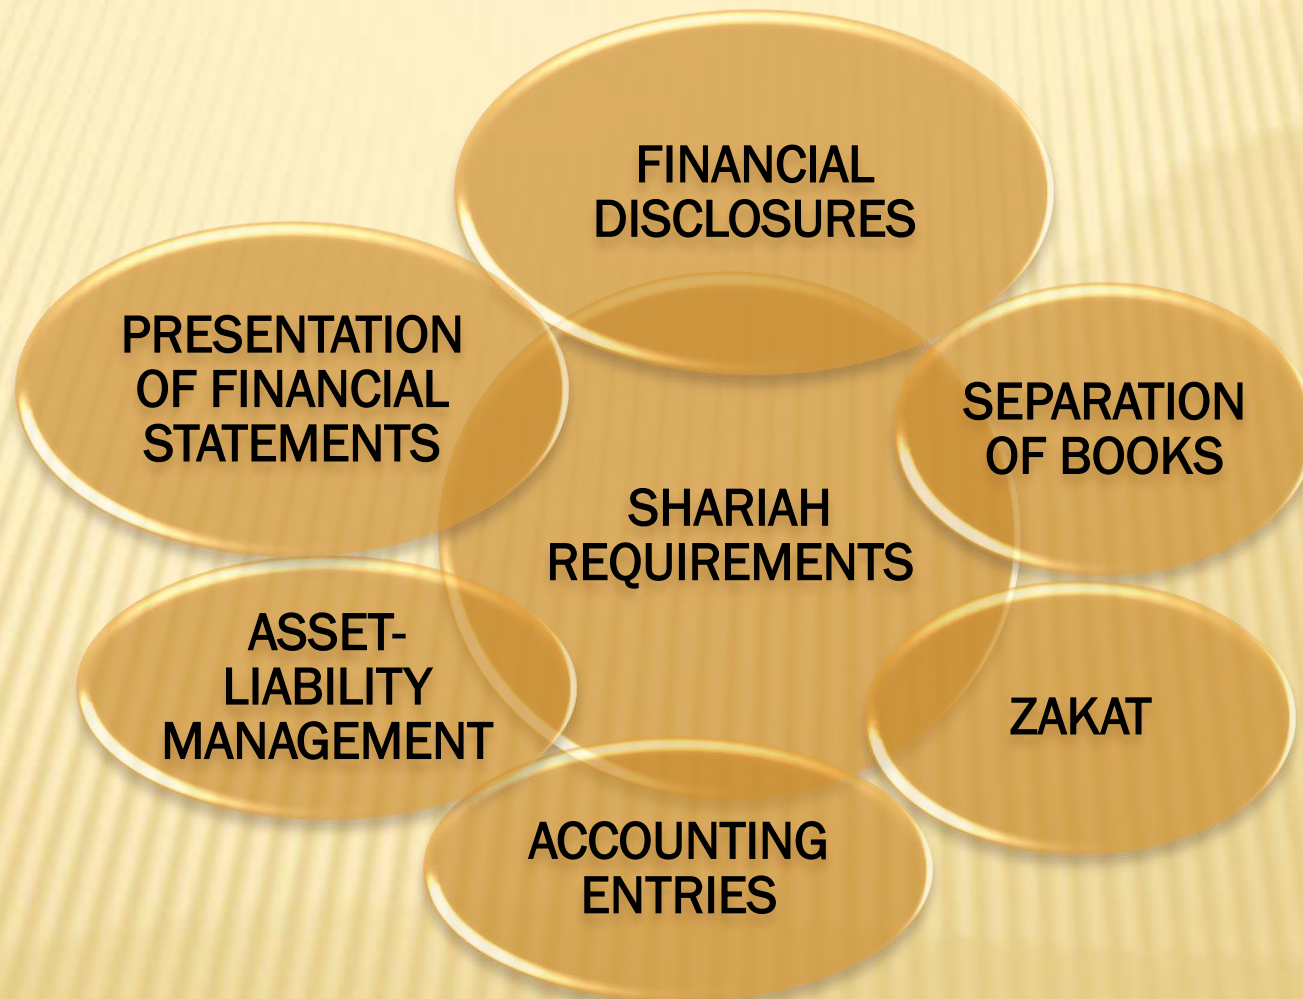 FINANCIAL
DISCLOSURES
PRESENTATION
OF FINANCIAL
STATEMENTS
SEPARATION
OF BOOKS
SHARIAH
REQUIREMENTS
ASSET-
LIABILITY
MANAGEMENT
ZAKAT
ACCOUNTING
ENTRIES